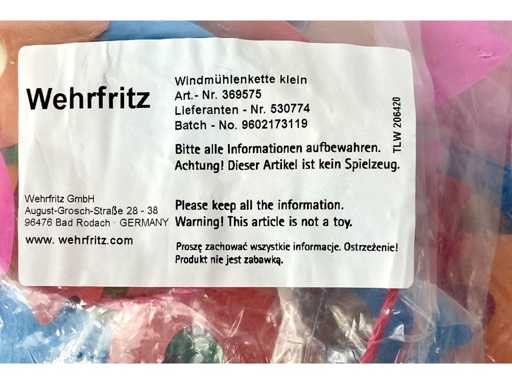 Wehrfritz
Windmühlenkette klein
Art.- Nr. 369575
Lieferanten - Nr. 530774
Batch - No. 9602173119
TLW 206420
Bitte alle Informationen aufbewahren.
Achtung! Dieser Artikel ist kein Spielzeug.
Wehrfritz GmbH
August-Grosch-Straße 28 - 38
96476 Bad Rodach · GERMANY
www. wehrfritz.com
Please keep all the information.
Warning! This article is not a toy.
Proszę zachować wszystkie informacje. Ostrzeżenie!
Produkt nie jest zabawką.